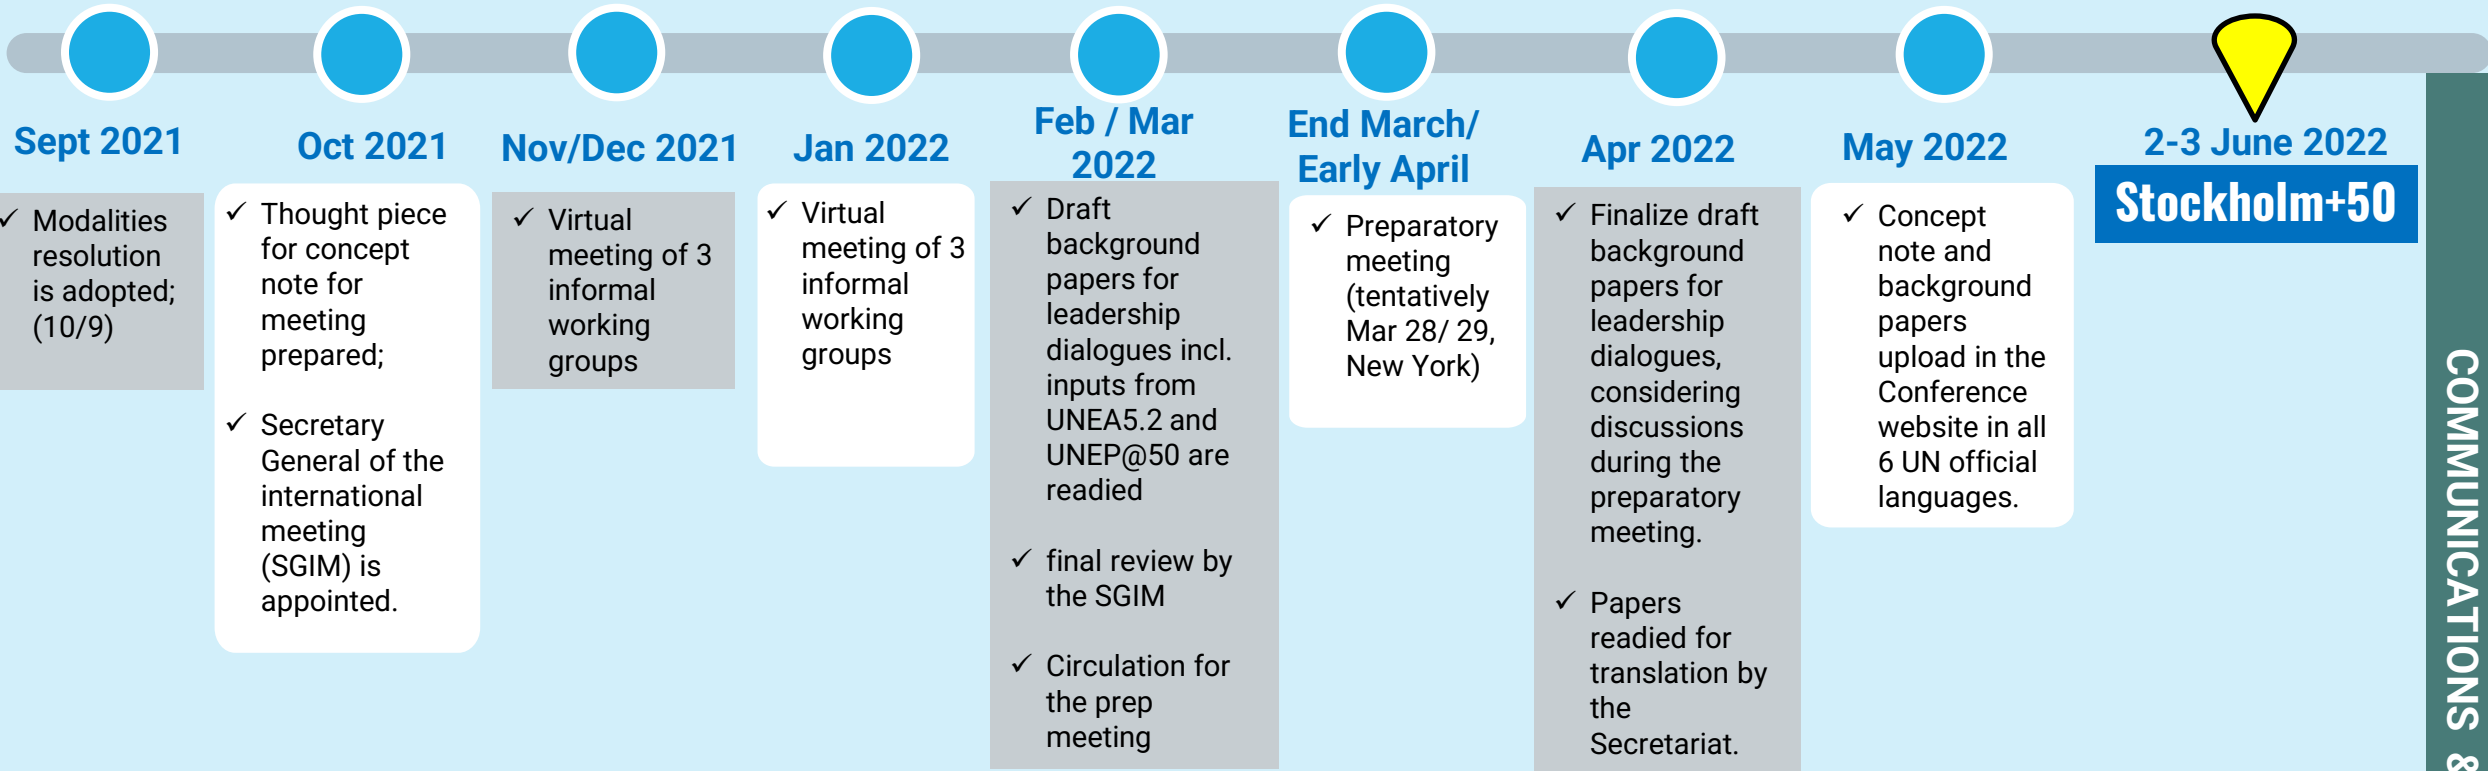 Sept 2021
✓ Modalities
resolution
is adopted;
(10/9)
Oct 2021
✓ Thought piece
for concept
note for
meeting
prepared;
✓ Secretary
General of the
international
meeting
(SGIM) is
appointed.
Nov/Dec 2021
✓ Virtual
meeting of 3
informal
working
groups
Jan 2022
✓ Virtual
meeting of 3
informal
working
groups
Feb / Mar
2022
✓ Draft
background
papers for
leadership
dialogues incl.
inputs from
UNEA5.2 and
UNEP@50 are
readied
✓ final review by
the SGIM
✓ Circulation for
the prep
meeting
End March/
Early April
✓ Preparatory
meeting
(tentatively
Mar 28/ 29,
New York)
Apr 2022
✓ Finalize draft
background
papers for
leadership
dialogues,
considering
discussions
during the
preparatory
meeting.
✓ Papers
readied for
translation by
the
Secretariat.
May 2022
✓ Concept
note and
background
papers
upload in the
Conference
website in all
6 UN official
languages.
2-3 June 2022
Stockholm+50
COMMUNICATIONS &